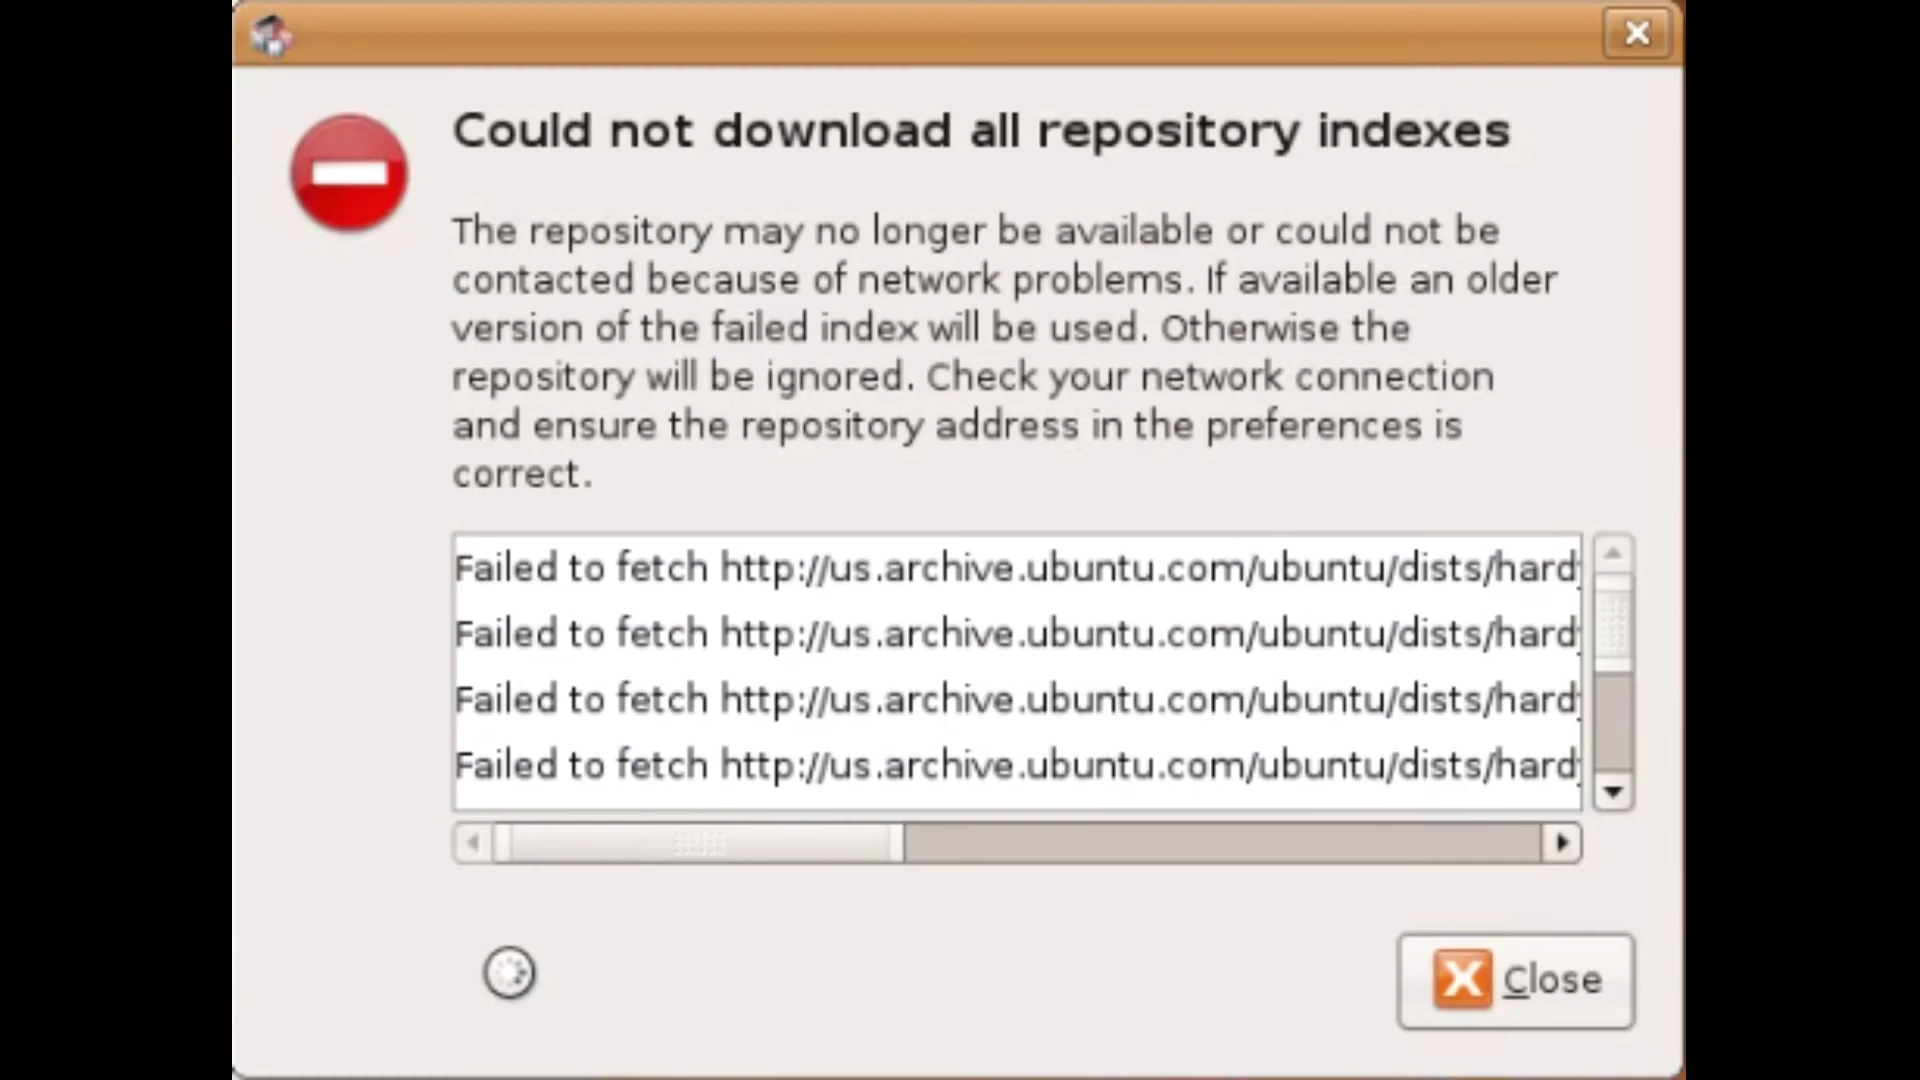 Could not download all repository indexes
The repository may no longer be available or could not be
contacted because of network problems. If available an older
version of the failed index will be used. Otherwise the
repository will be ignored. Check your network connection
and ensure the repository address in the preferences is
correct.
Failed to fetch http://us.archive.ubuntu.com/ubuntu/dists/hard
Failed to fetch http://us.archive.ubuntu.com/ubuntu/dists/hard
Failed to fetch http://us.archive.ubuntu.com/ubuntu/dists/hard
Failed to fetch http://us.archive.ubuntu.com/ubuntu/dists/hard
Close